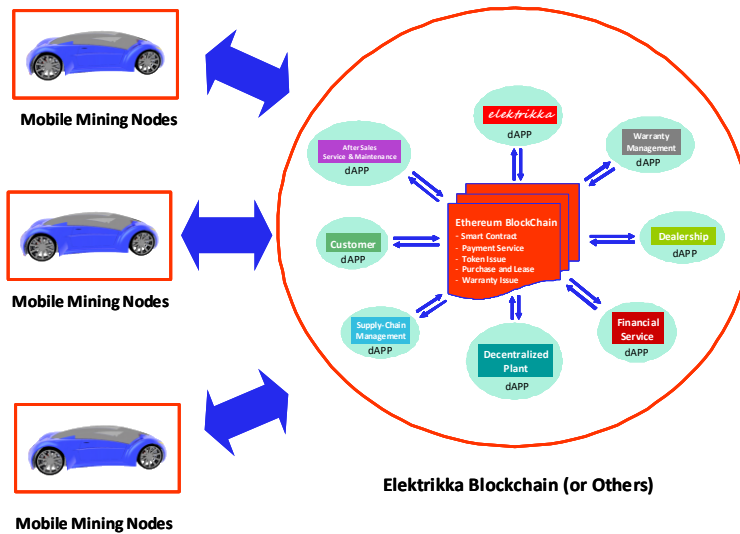 Mobile Mining Nodes
Mobile Mining Nodes
Mobile Mining Nodes
elektrikka
dAPP
After Sales
Service & Maintenance
dAPP
Warranty
Management
dAPP
Customer
dAPP
Ethereum BlockChain
- Smart Contract
- Payment Service
- Token Issue
- Purchase and Lease
- Warranty Issue
Dealership
dAPP
Supply-Chain
Management
dAPP
Decentralized
Plant
dAPP
Financial
Service
dAPP
Elektrikka Blockchain (or Others)